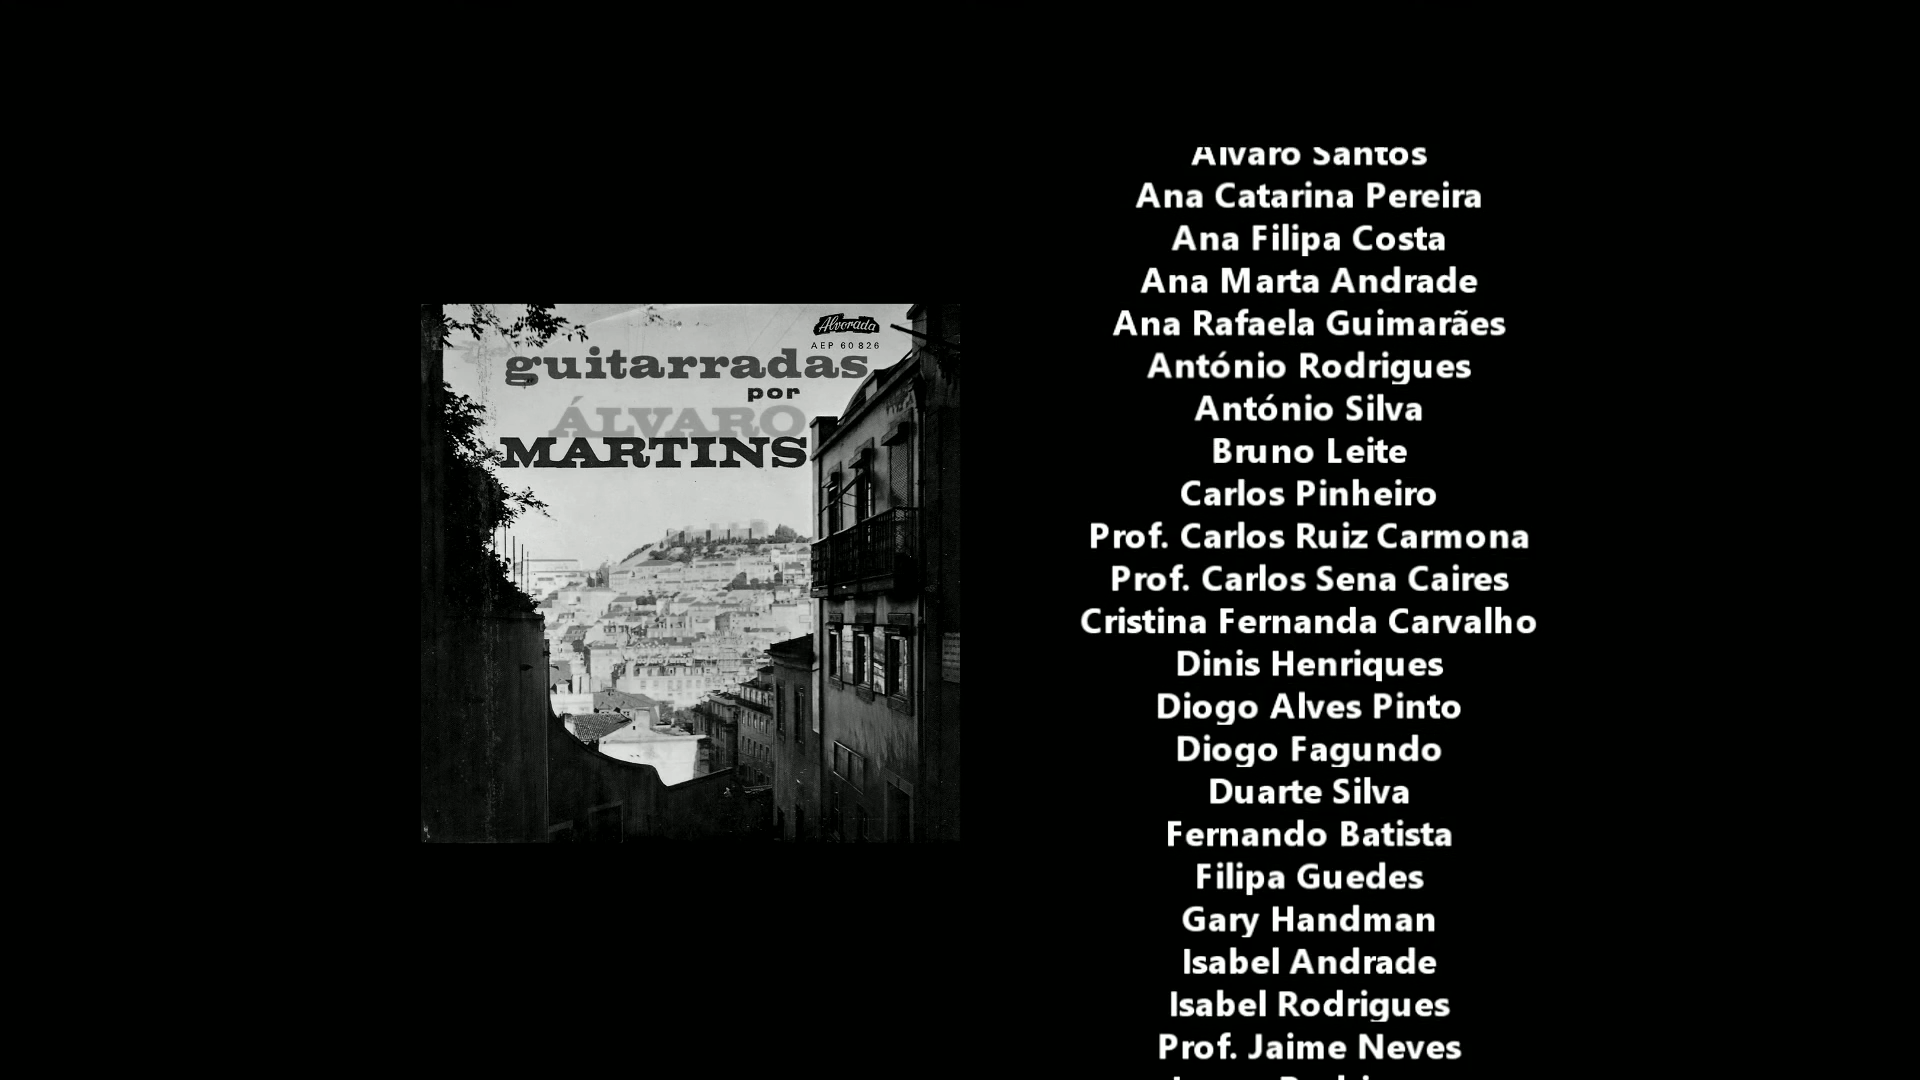 Alvorada
AEP 60 826
guitarradas
por
ÁLVARO
MARTINS
Alvaro Santos
Ana Catarina Pereira
Ana Filipa Costa
Ana Marta Andrade
Ana Rafaela Guimarães
António Rodrigues
António Silva
Bruno Leite
Carlos Pinheiro
Prof. Carlos Ruiz Carmona
Prof. Carlos Sena Caires
Cristina Fernanda Carvalho
Dinis Henriques
Diogo Alves Pinto
Diogo Fagundo
Duarte Silva
Fernando Batista
Filipa Guedes
Gary Handman
Isabel Andrade
Isabel Rodrigues
Prof. Jaime Neves